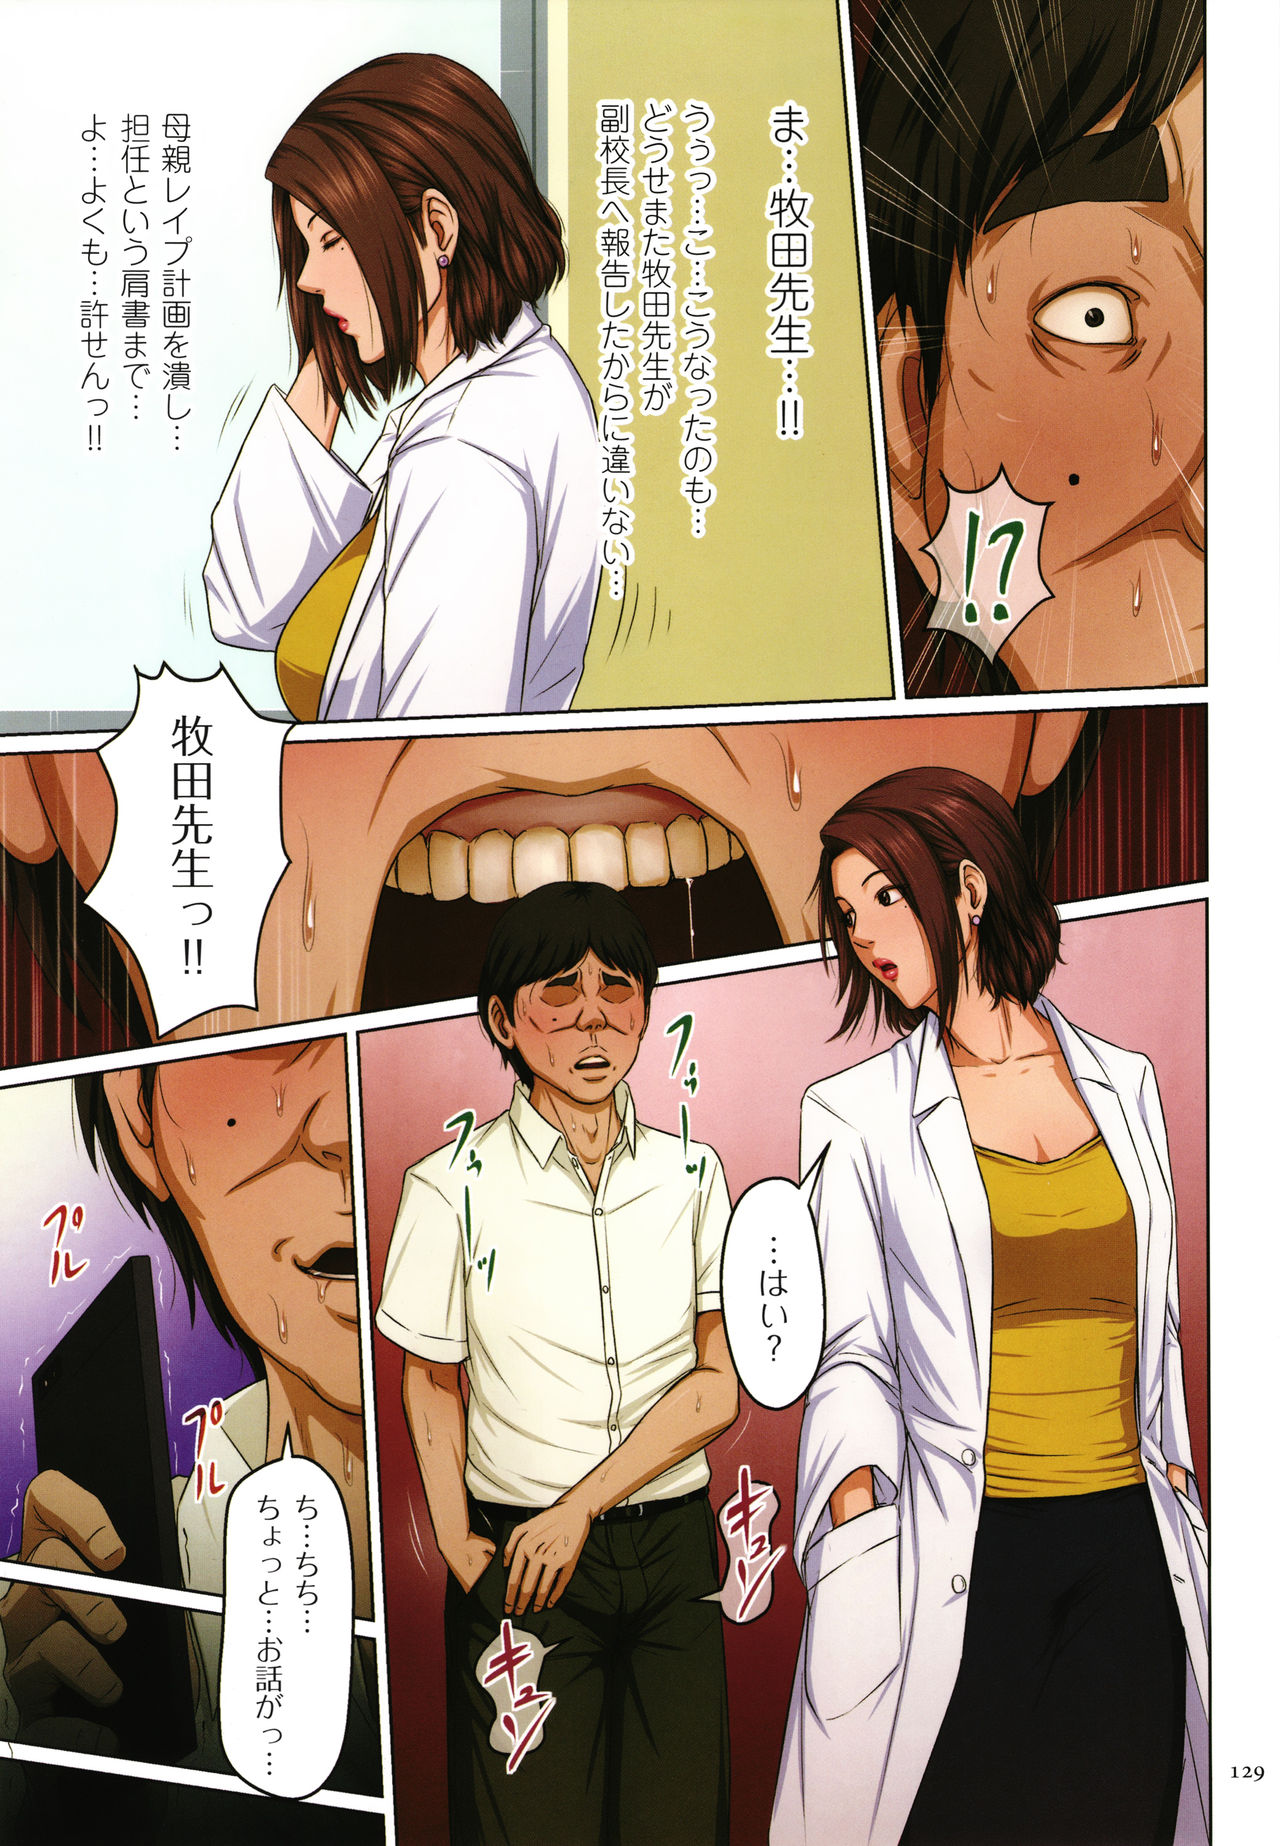 !?
ま…牧田先生…!!
うぅっ…こ…こうなったのも…
どうせまた牧田先生が
副校長へ報告したからに違いない…
母親レイプ計画を潰し…
担任という肩書まで…
よ…よくも…許せんっ!!
牧田先生っ!!
…はい?
フゥーッ
フゥーッ
キュン
キュン
プル
プル
ち…ちち…
ちょっと…お話がっ…
129